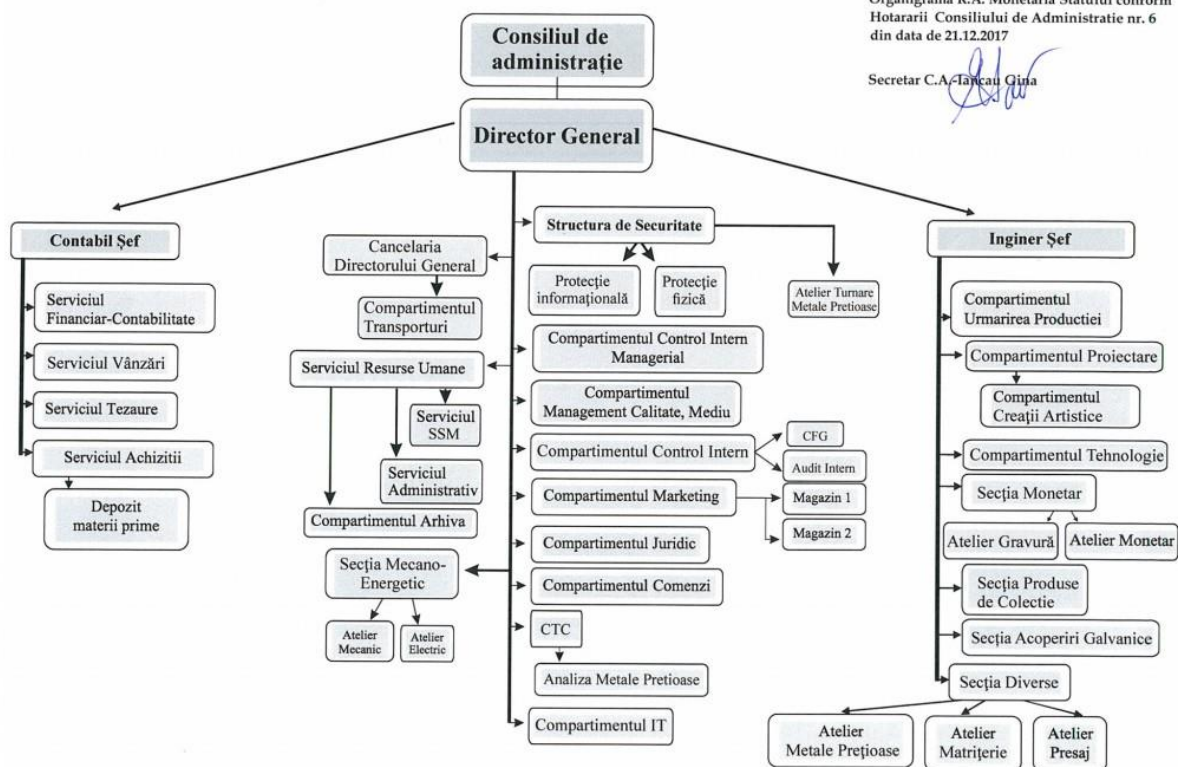 Organigrama R.A. Monetaria Statului conform
Hotararii Consiliului de Administratie nr. 6
din data de 21.12.2017
Secretar C.A.-Iancau Gina
Consiliul de
administrație
Director General
Contabil Șef
Serviciul
Financiar-Contabilitate
Serviciul Vânzări
Serviciul Tezaure
Serviciul Achizitii
Depozit
materii prime
Cancelaria
Directorului General
Compartimentul
Transporturi
Serviciul Resurse Umane
Serviciul
SSM
Serviciul
Administrativ
Compartimentul Arhiva
Secția Mecano-
Energetic
Atelier
Mecanic
Atelier
Electric
Structura de Securitate
Protecție
informațională
Protecție
fizică
Atelier Turnare
Metale Pretioase
Compartimentul Control Intern
Managerial
Compartimentul
Management Calitate, Mediu
Compartimentul Control Intern
CFG
Audit Intern
Compartimentul Marketing
Magazin 1
Magazin 2
Compartimentul Juridic
Compartimentul Comenzi
CTC
Analiza Metale Pretioase
Compartimentul IT
Inginer Șef
Compartimentul
Urmarirea Productiei
Compartimentul Proiectare
Compartimentul
Creații Artistice
Compartimentul Tehnologie
Secția Monetar
Atelier Gravură
Atelier Monetar
Secția Produse
de Colectie
Secția Acoperiri Galvanice
Secția Diverse
Atelier
Metale Prețioase
Atelier
Matrițerie
Atelier
Presaj